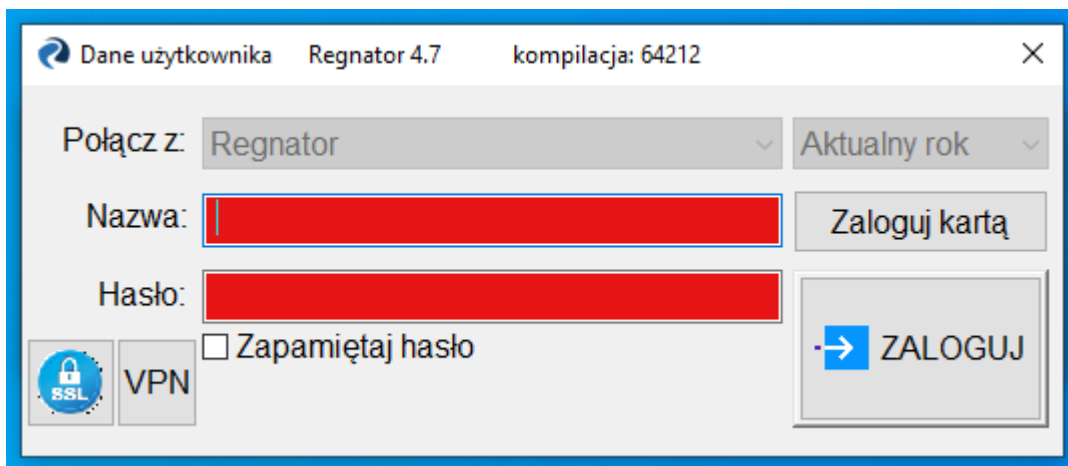 Dane użytkownika Regnator 4.7 kompilacja: 64212
Połącz z: Regnator Aktualny rok
Nazwa: Zaloguj kartą
Hasło:
Zapamiętaj hasło
ZALOGUJ
SSL VPN